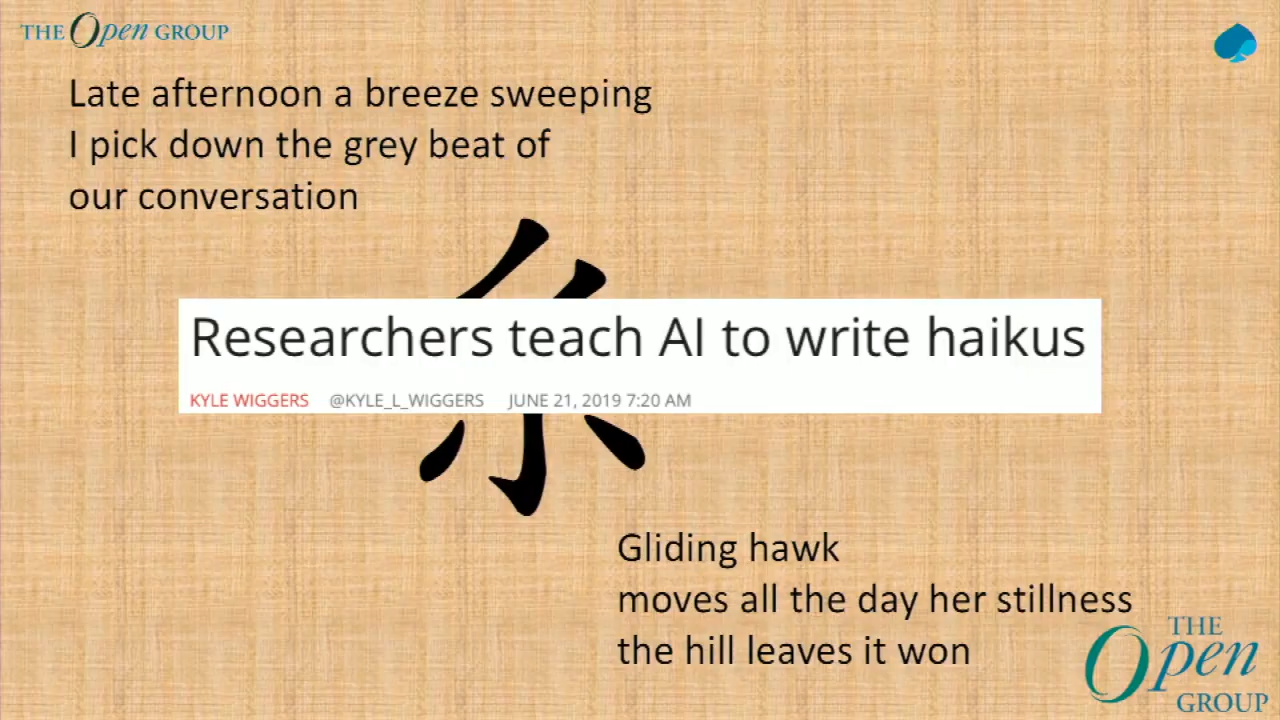 THE Open GROUP
Late afternoon a breeze sweeping
I pick down the grey beat of
our conversation
Researchers teach AI to write haikus
KYLE WIGGERS @KYLE_L_WIGGERS JUNE 21, 2019 7:20 AM
Gliding hawk
moves all the day her stillness
the hill leaves it won
THE
Open
GROUP